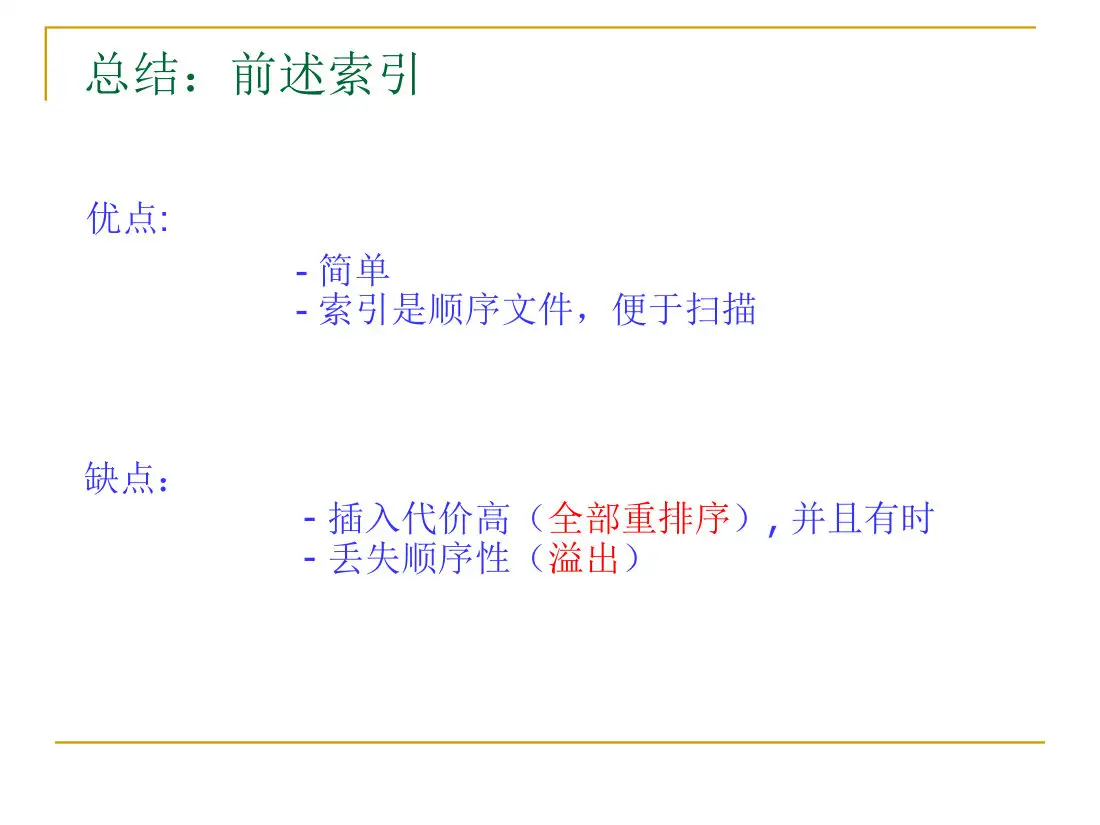 总结：前述索引
优点:
- 简单
- 索引是顺序文件，便于扫描
缺点：
- 插入代价高（全部重排序）, 并且有时
- 丢失顺序性（溢出）